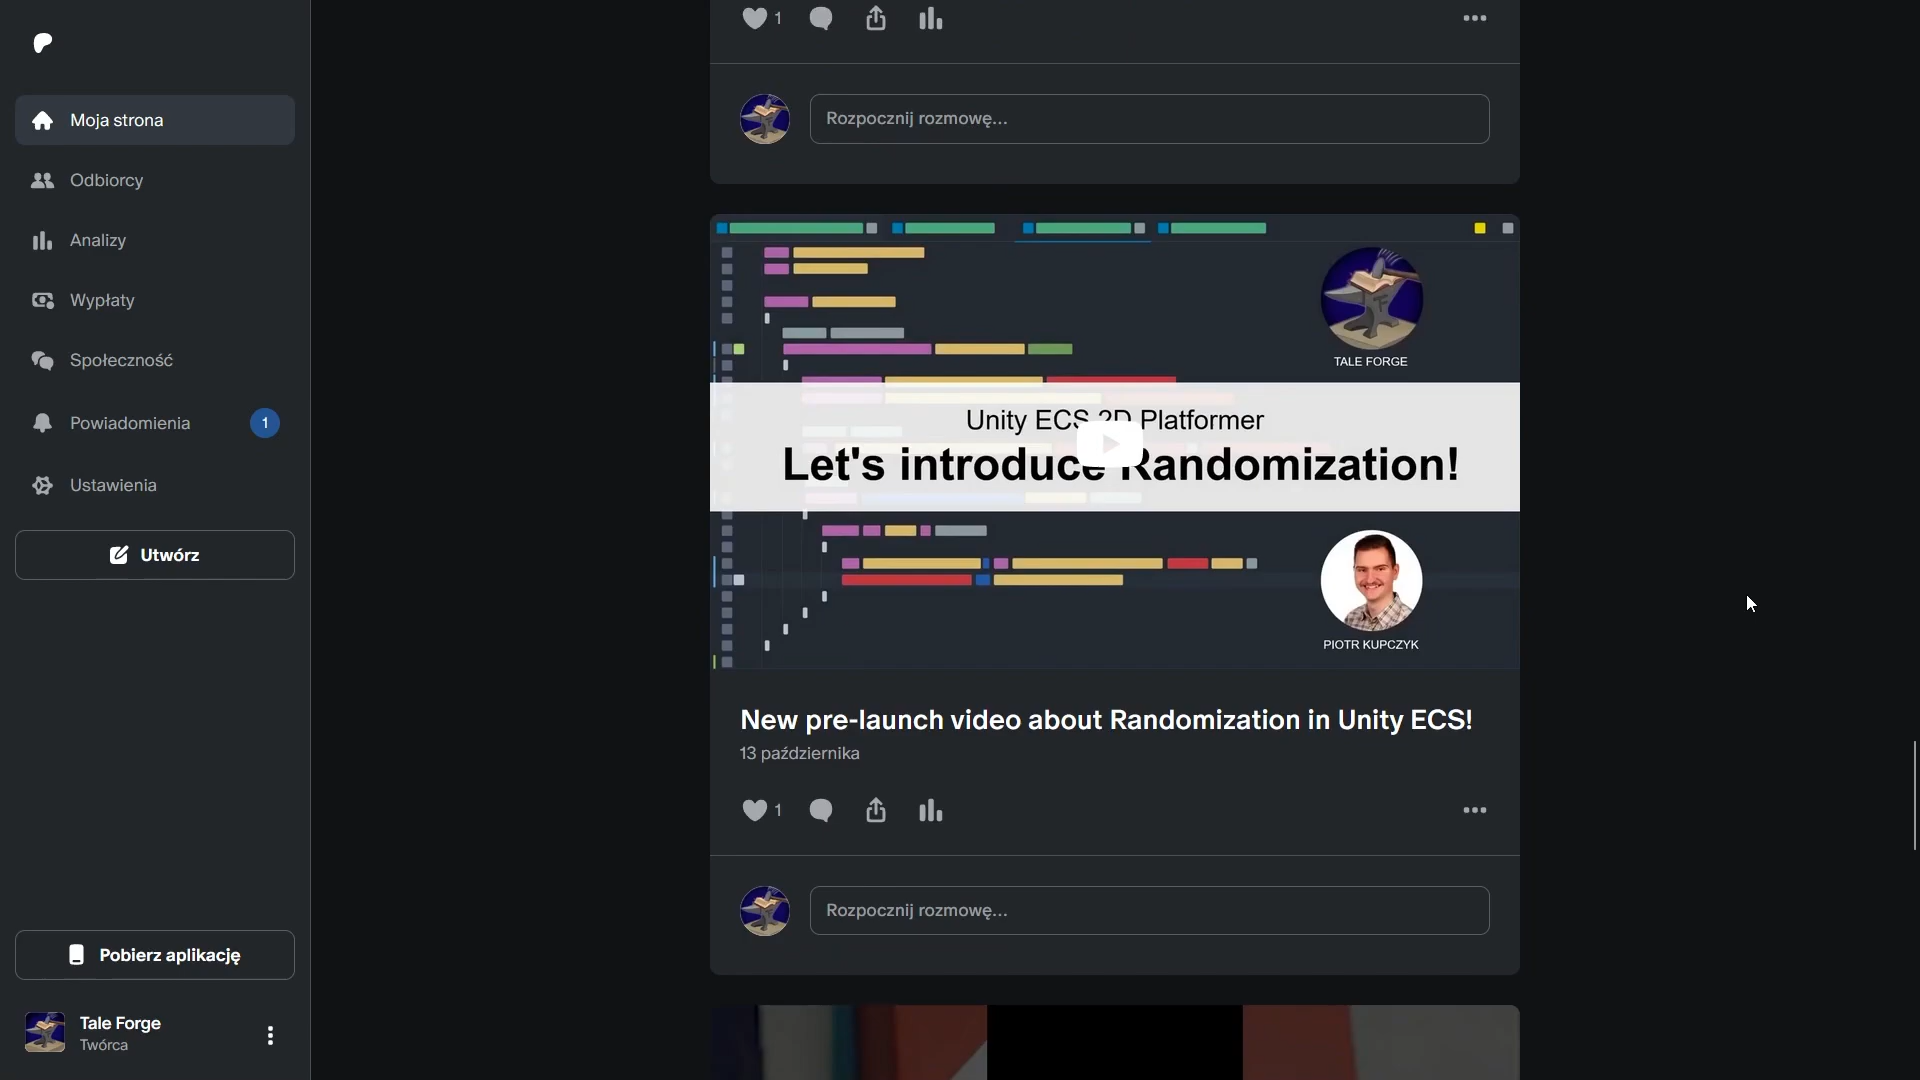 Moja strona
Odbiorcy
Analizy
Wypłaty
Społeczność
Powiadomienia
1
Ustawienia
Utwórz
Pobierz aplikację
Tale Forge
Twórca
1
Rozpocznij rozmowę...
TALE FORGE
Unity ECS 2D Platformer
Let's introduce Randomization!
PIOTR KUPCZYK
New pre-launch video about Randomization in Unity ECS!
13 października
1
Rozpocznij rozmowę...